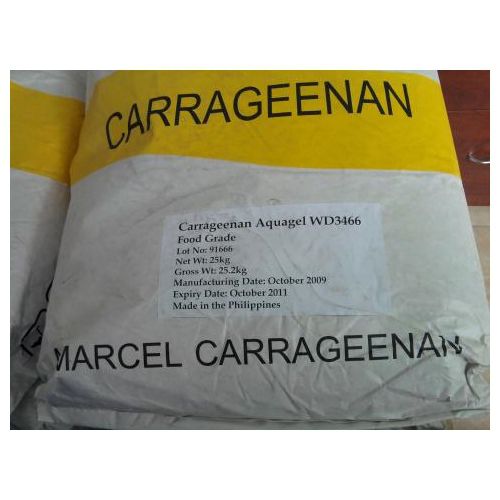 CARRAGEENAN
Carrageenan Aquagel WD3466
Food Grade
Lot No: 91666
Net Wt: 25kg
Gross Wt: 25.2kg
Manufacturing Date: October 2009
Expiry Date: October 2011
Made in the Philippines
MARCEL CARRAGEENAN